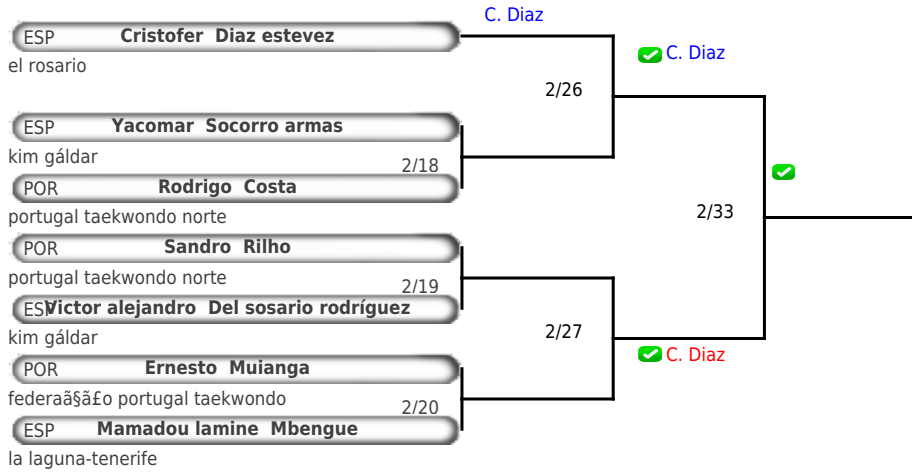 C. Diaz
ESP Cristofer Diaz estevez
el rosario
C. Diaz
2/26
ESP Yacomar Socorro armas
kim gáldar
2/18
POR Rodrigo Costa
portugal taekwondo norte
2/33
POR Sandro Rilho
portugal taekwondo norte
2/19
ESP Victor alejandro Del sosario rodríguez
kim gáldar
2/27
C. Diaz
POR Ernesto Muianga
federaã§ã£o portugal taekwondo
2/20
ESP Mamadou lamine Mbengue
la laguna-tenerife